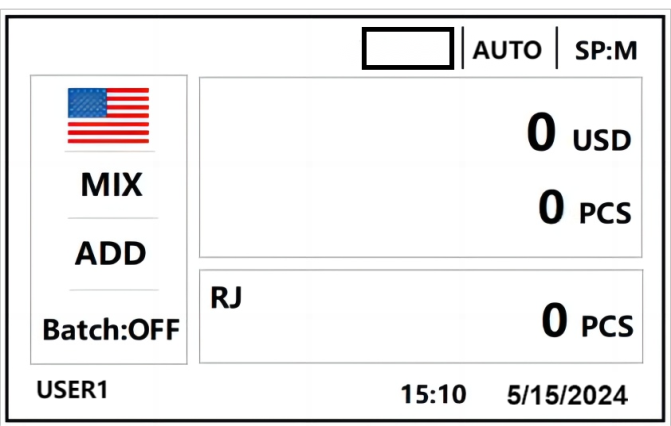 AUTO SP:M
0 USD
MIX
0 PCS
ADD
RJ
0 PCS
Batch:OFF
USER1 15:10 5/15/2024